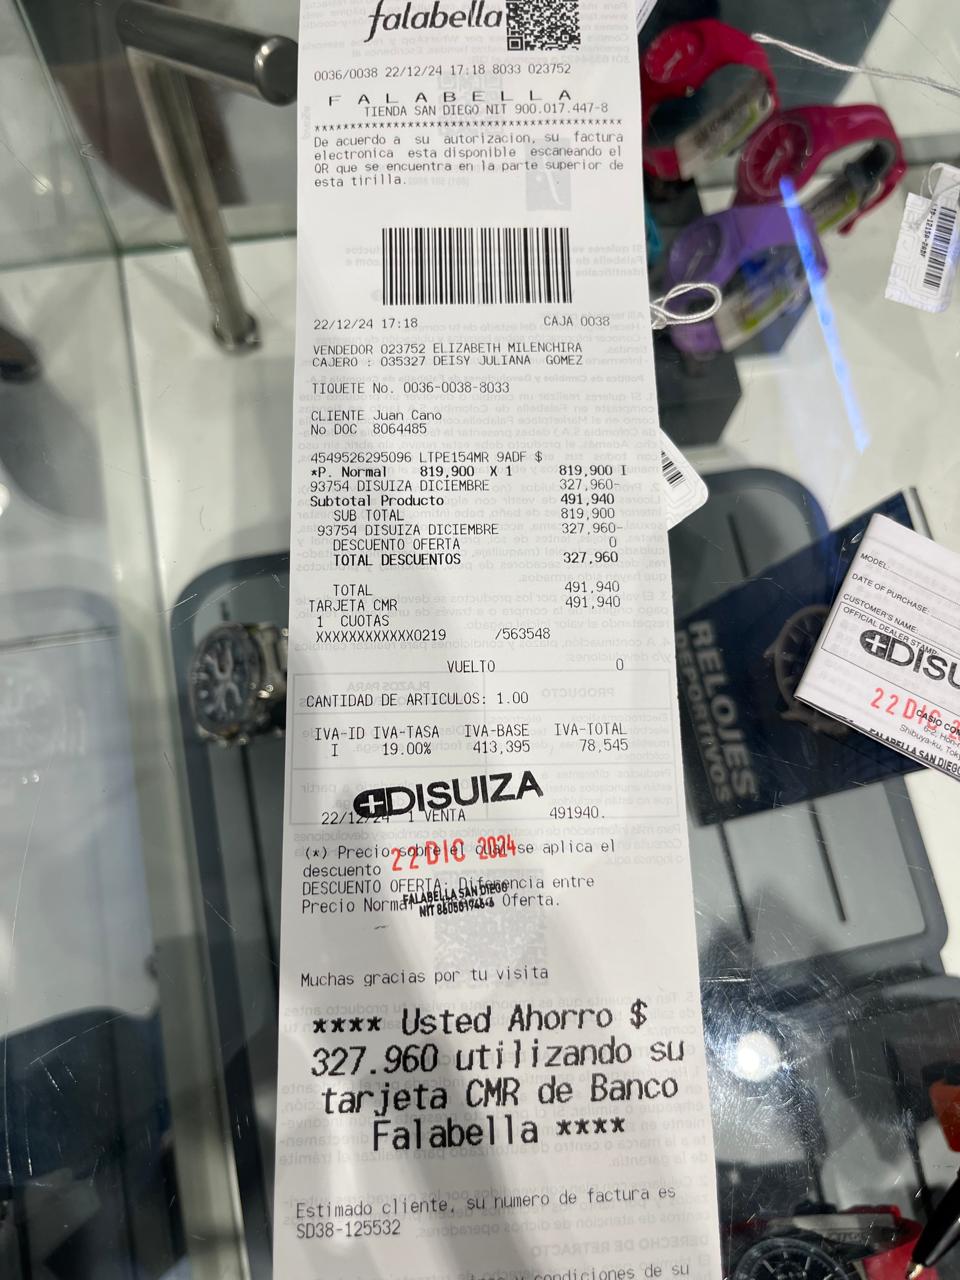 falabella
0036/0038 22/12/24 17:18 8033 023752
F A L A B E L L A
TIENDA SAN DIEGO NIT 900.017.447-8
****************************************
De acuerdo a su autorizacion, su factura
electronica esta disponible escaneando el
QR que se encuentra en la parte superior de
esta tirilla.
22/12/24 17:18 CAJA 0038
VENDEDOR 023752 ELIZABETH MILENCHIRA
CAJERO : 035327 DEISY JULIANA GOMEZ
TIQUETE No. 0036-0038-8033
CLIENTE Juan Cano
No DOC 8064485
4549526295096 LTPE154MR 9ADF $
*P. Normal 819,900 X 1 819,900 I
93754 DISUIZA DICIEMBRE 327,960-
Subtotal Producto 491,940
SUB TOTAL 819,900
93754 DISUIZA DICIEMBRE 327,960-
DESCUENTO OFERTA 0
TOTAL DESCUENTOS 327,960
TOTAL 491,940
TARJETA CMR 491,940
1 CUOTAS
XXXXXXXXXXXX0219 /563548
VUELTO 0
CANTIDAD DE ARTICULOS: 1.00
IVA-ID IVA-TASA IVA-BASE IVA-TOTAL
I 19.00% 413,395 78,545
DISUIZA
22/12/24 1 VENTA 491940.
(*) Precio sobre el cual se aplica el
descuento
22 DIC 2024
DESCUENTO OFERTA: Diferencia entre
Precio Normal Oferta.
FALABELLA SAN DIEGO
NIT
Muchas gracias por tu visita
**** Usted Ahorro $
327.960 utilizando su
tarjeta CMR de Banco
Falabella ****
Estimado cliente, su numero de factura es
SD38-125532
y condiciones de su
RELOJES
DEPORTIVOS
MODEL:
DATE OF PURCHASE:
CUSTOMER'S NAME:
OFFICIAL DEALER STAMP
DISU
22 DIC
CASIO CO
Shibuya-ku, Tok
FALABELLA SAN DIEGO